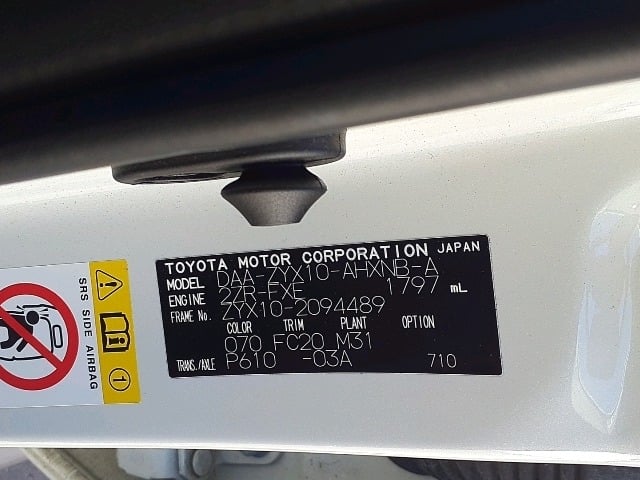 TOYOTA MOTOR CORPORATION JAPAN
MODEL DAA-ZYX10-AHXNB-A
ENGINE 2ZR-FXE 1797 mL
FRAME No. ZYX10-2094489
COLOR TRIM PLANT OPTION
070 FC20 M31
TRANS./AXLE P610 -03A 710
SRS SIDE AIRBAG
1